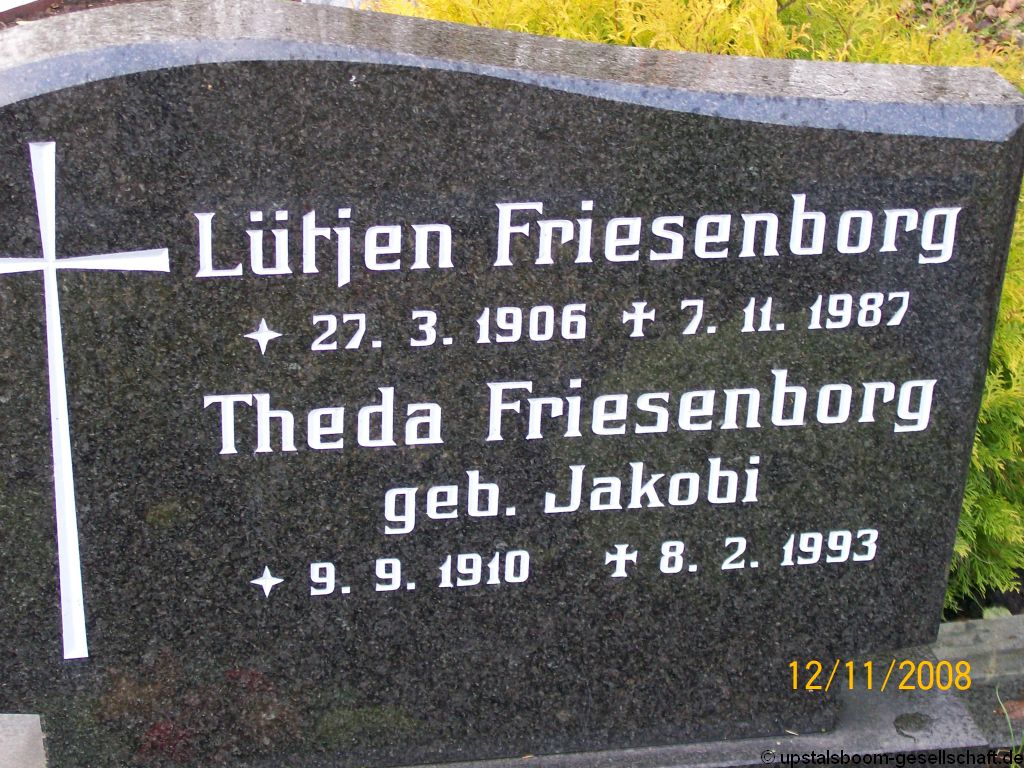 Lütjen Friesenborg
27. 3. 1906 7. 11. 1987
Theda Friesenborg
geb. Jakobi
9. 9. 1910 8. 2. 1993
12/11/2008
© upstalsboom-gesellschaft.de